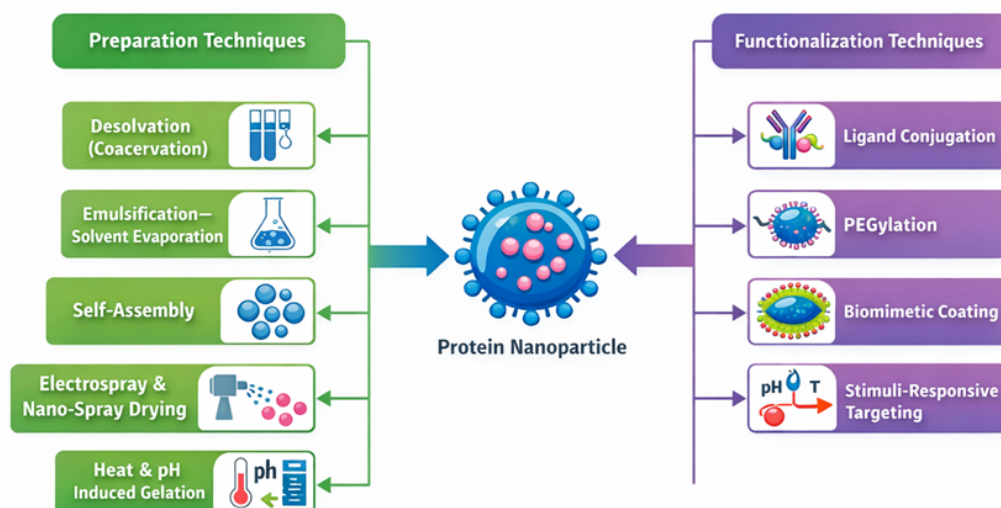 Preparation Techniques
Desolvation
(Coacervation)
Emulsification—
Solvent Evaporation
Self-Assembly
Electrospray &
Nano-Spray Drying
Heat & pH
Induced Gelation
ph
Protein Nanoparticle
Functionalization Techniques
Ligand Conjugation
PEGylation
Biomimetic Coating
pH T
Stimuli-Responsive
Targeting